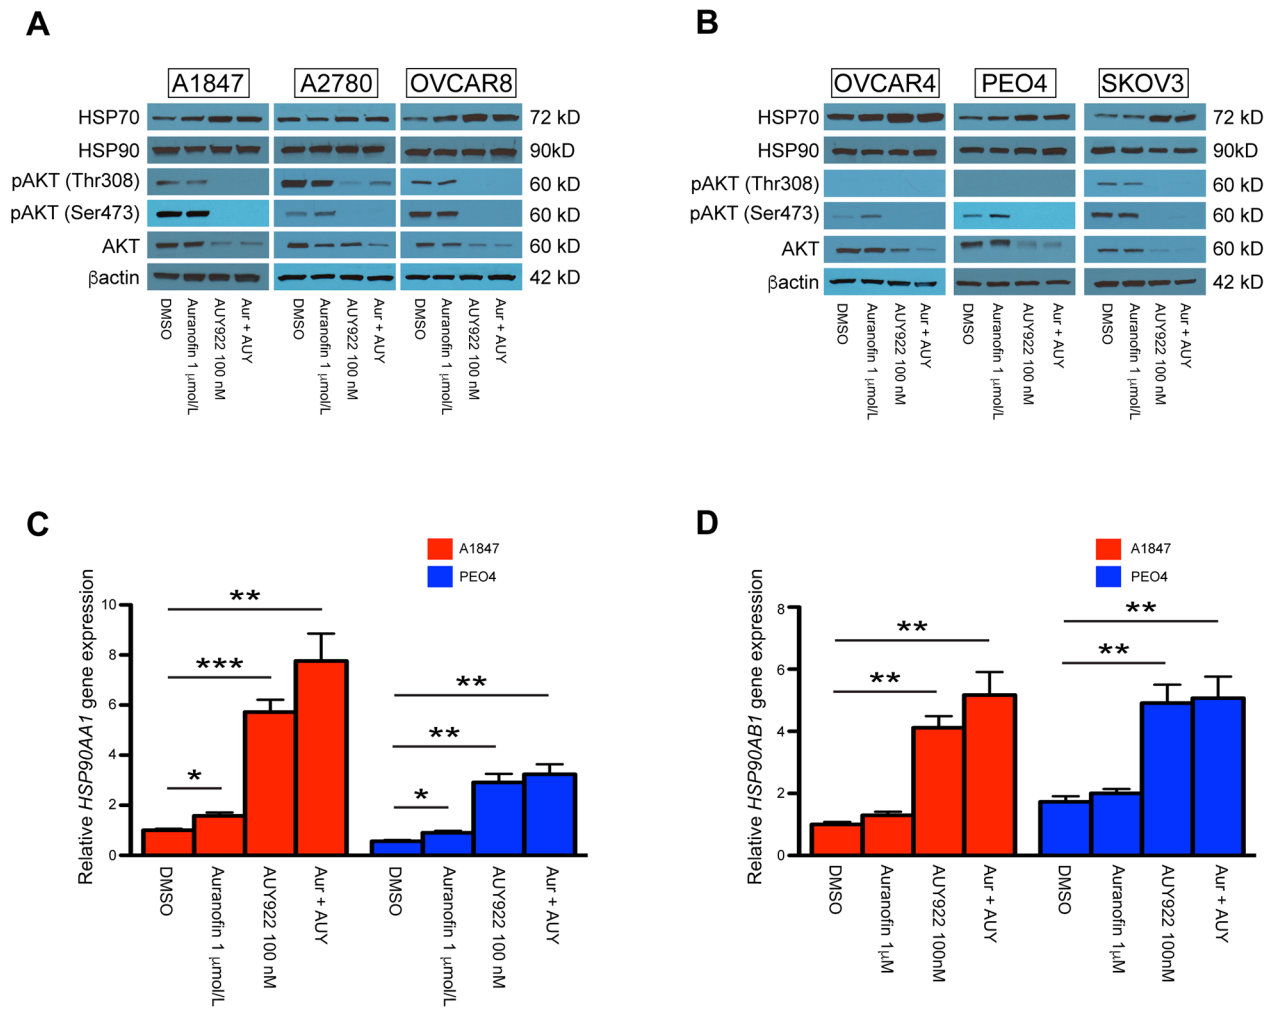 A
A1847 A2780 OVCAR8
HSP70 72 kD
HSP90 90kD
pAKT (Thr308) 60 kD
pAKT (Ser473) 60 kD
AKT 60 kD
βactin 42 kD
DMSO
Auranofin 1 μmol/L
AUY922 100 nM
Aur + AUY
DMSO
Auranofin 1 μmol/L
AUY922 100 nM
Aur + AUY
DMSO
Auranofin 1 μmol/L
AUY922 100 nM
Aur + AUY
B
OVCAR4 PEO4 SKOV3
HSP70 72 kD
HSP90 90kD
pAKT (Thr308) 60 kD
pAKT (Ser473) 60 kD
AKT 60 kD
βactin 42 kD
DMSO
Auranofin 1 μmol/L
AUY922 100 nM
Aur + AUY
DMSO
Auranofin 1 μmol/L
AUY922 100 nM
Aur + AUY
DMSO
Auranofin 1 μmol/L
AUY922 100 nM
Aur + AUY
C
A1847
PEO4
Relative HSP90AA1 gene expression
10
8
6
4
2
0
**
***
*
**
**
*
DMSO
Auranofin 1 μmol/L
AUY922 100 nM
Aur + AUY
DMSO
Auranofin 1 μmol/L
AUY922 100 nM
Aur + AUY
D
A1847
PEO4
Relative HSP90AB1 gene expression
8
6
4
2
0
**
**
**
**
DMSO
Auranofin 1μM
AUY922 100nM
Aur + AUY
DMSO
Auranofin 1μM
AUY922 100nM
Aur + AUY